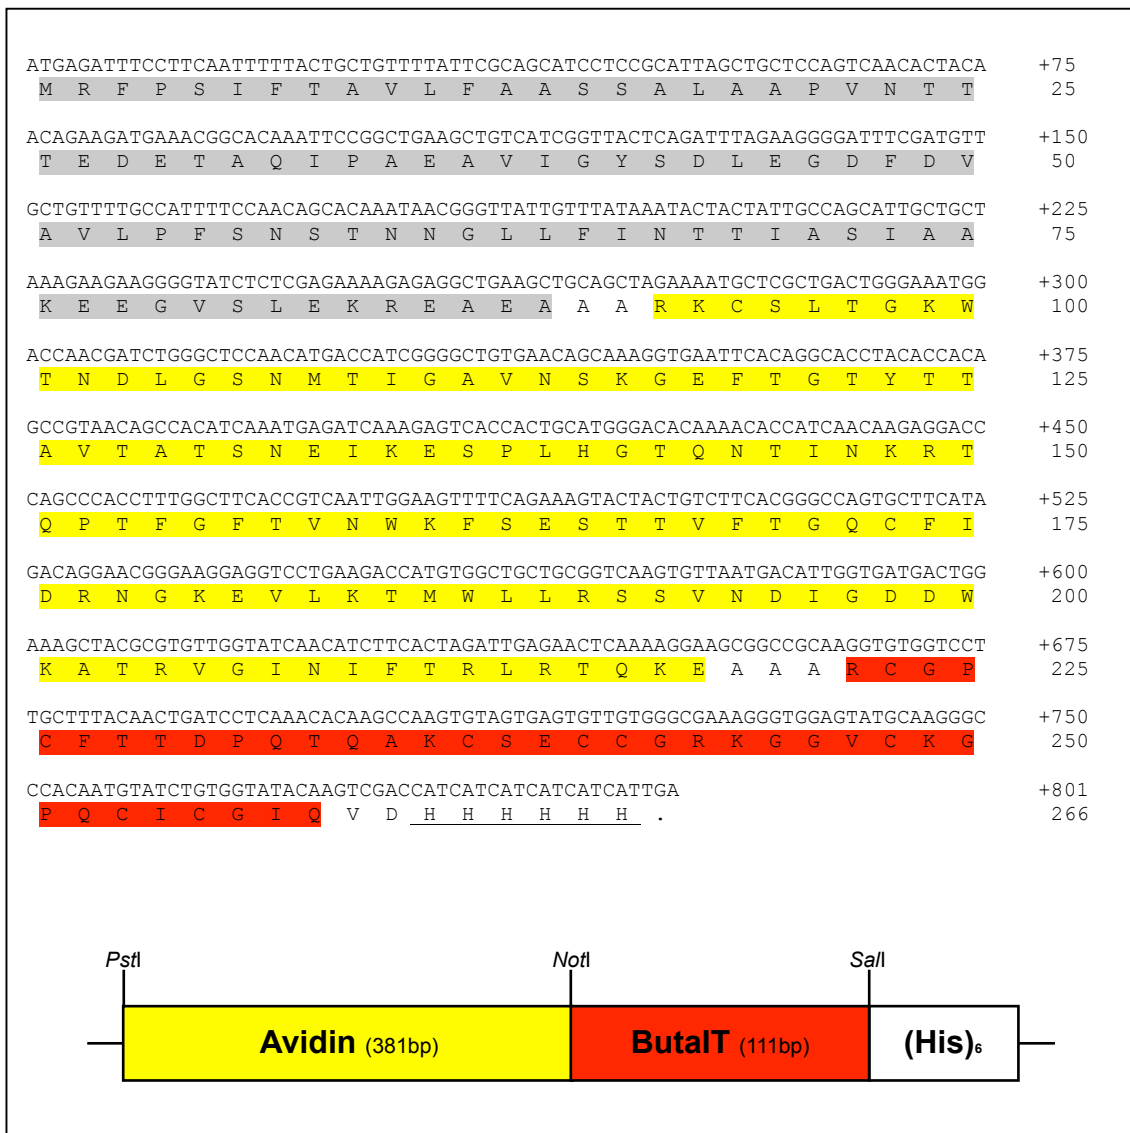 ATGAGATTTCCTTCAATTTTTACTGCTGTTTTATTCGCAGCATCCTCCGCATTAGCTGCTCCAGTCAACACTACA +75
M R F P S I F T A V L F A A S S A L A A P V N T T 25
ACAGAAGATGAAACGGCACAAATTCCGGCTGAAGCTGTCATCGGTTACTCAGATTTAGAAGGGGATTTCGATGTT +150
T E D E T A Q I P A E A V I G Y S D L E G D F D V 50
GCTGTTTTGCCATTTTCCAACAGCACAAATAACGGGTTATTGTTTATAAATACTACTATTGCCAGCATTGCTGCT +225
A V L P F S N S T N N G L L F I N T T I A S I A A 75
AAAGAAGAAGGGGTATCTCTCGAGAAAAGAGAGGCTGAAGCTGCAGCTAGAAAATGCTCGCTGACTGGGAAATGG +300
K E E G V S L E K R E A E A A A R K C S L T G K W 100
ACCAACGATCTGGGCTCCAACATGACCATCGGGGCTGTGAACAGCAAAGGTGAATTCACAGGCACCTACACCACA +375
T N D L G S N M T I G A V N S K G E F T G T Y T T 125
GCCGTAACAGCCACATCAAATGAGATCAAAGAGTCACCACTGCATGGGACACAAAACACCATCAACAAGAGGACC +450
A V T A T S N E I K E S P L H G T Q N T I N K R T 150
CAGCCCACCTTTGGCTTCACCGTCAATTGGAAGTTTTCAGAAAGTACTACTGTCTTCACGGGCCAGTGCTTCATA +525
Q P T F G F T V N W K F S E S T T V F T G Q C F I 175
GACAGGAACGGGAAGGAGGTCCTGAAGACCATGTGGCTGCTGCGGTCAAGTGTTAATGACATTGGTGATGACTGG +600
D R N G K E V L K T M W L L R S S V N D I G D D W 200
AAAGCTACGCGTGTTGGTATCAACATCTTCACTAGATTGAGAACTCAAAAGGAAGCGGCCGCAAGGTGTGGTCCT +675
K A T R V G I N I F T R L R T Q K E A A A R C G P 225
TGCTTTACAACTGATCCTCAAACACAAGCCAAGTGTAGTGAGTGTTGTGGGCGAAAGGGTGGAGTATGCAAGGGC +750
C F T T D P Q T Q A K C S E C C G R K G G V C K G 250
CCACAATGTATCTGTGGTATACAAGTCGACCATCATCATCATCATCATTGA +801
P Q C I C G I Q V D H H H H H H . 266
PstI NotI SalI
Avidin (381bp) ButaIT (111bp) (His)6